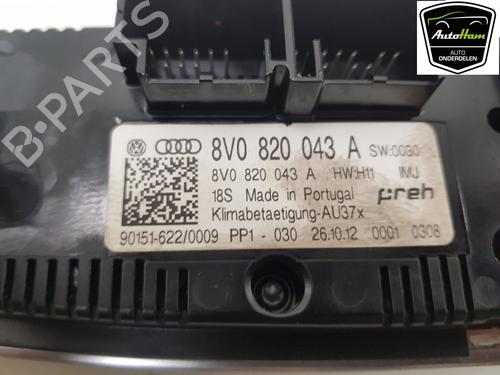 AutoHam
AUTO
ONDERDELEN
B-PARTS
8V0 820 043 A SW:0030
8V0 820 043 A HW:H11 IMJ
18S Made in Portugal preh
Klimabetaetigung-AU37x
90151-622/0009 PP1 - 030 26.10.12 0001 0308